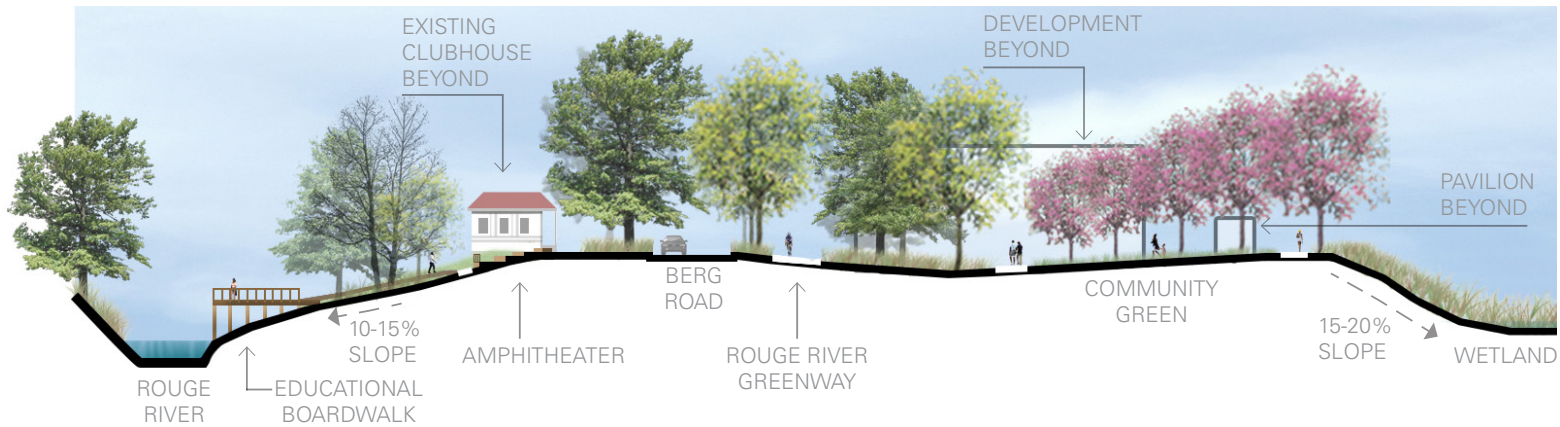 EXISTING
CLUBHOUSE
BEYOND
DEVELOPMENT
BEYOND
PAVILION
BEYOND
10-15%
SLOPE
BERG
ROAD
COMMUNITY
GREEN
15-20%
SLOPE
AMPHITHEATER
ROUGE RIVER
GREENWAY
WETLAND
ROUGE
RIVER
EDUCATIONAL
BOARDWALK